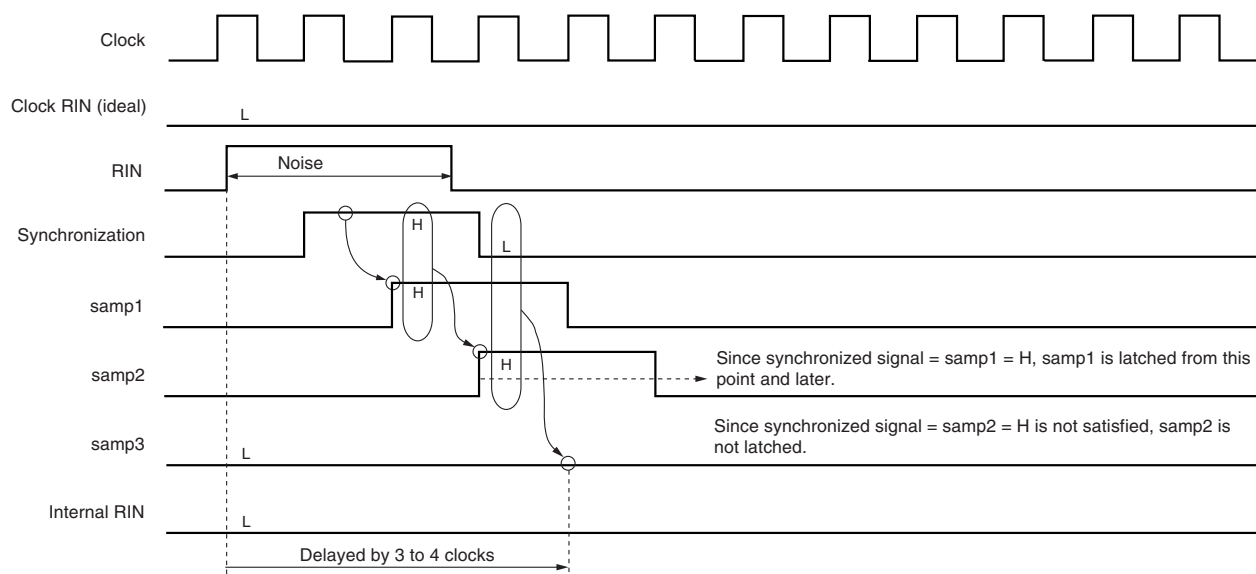 Clock
Clock RIN (ideal)
L
RIN
Noise
Synchronization
H
L
samp1
H
samp2
H
Since synchronized signal = samp1 = H, samp1 is latched from this
point and later.
samp3
L
Since synchronized signal = samp2 = H is not satisfied, samp2 is
not latched.
Internal RIN
L
Delayed by 3 to 4 clocks